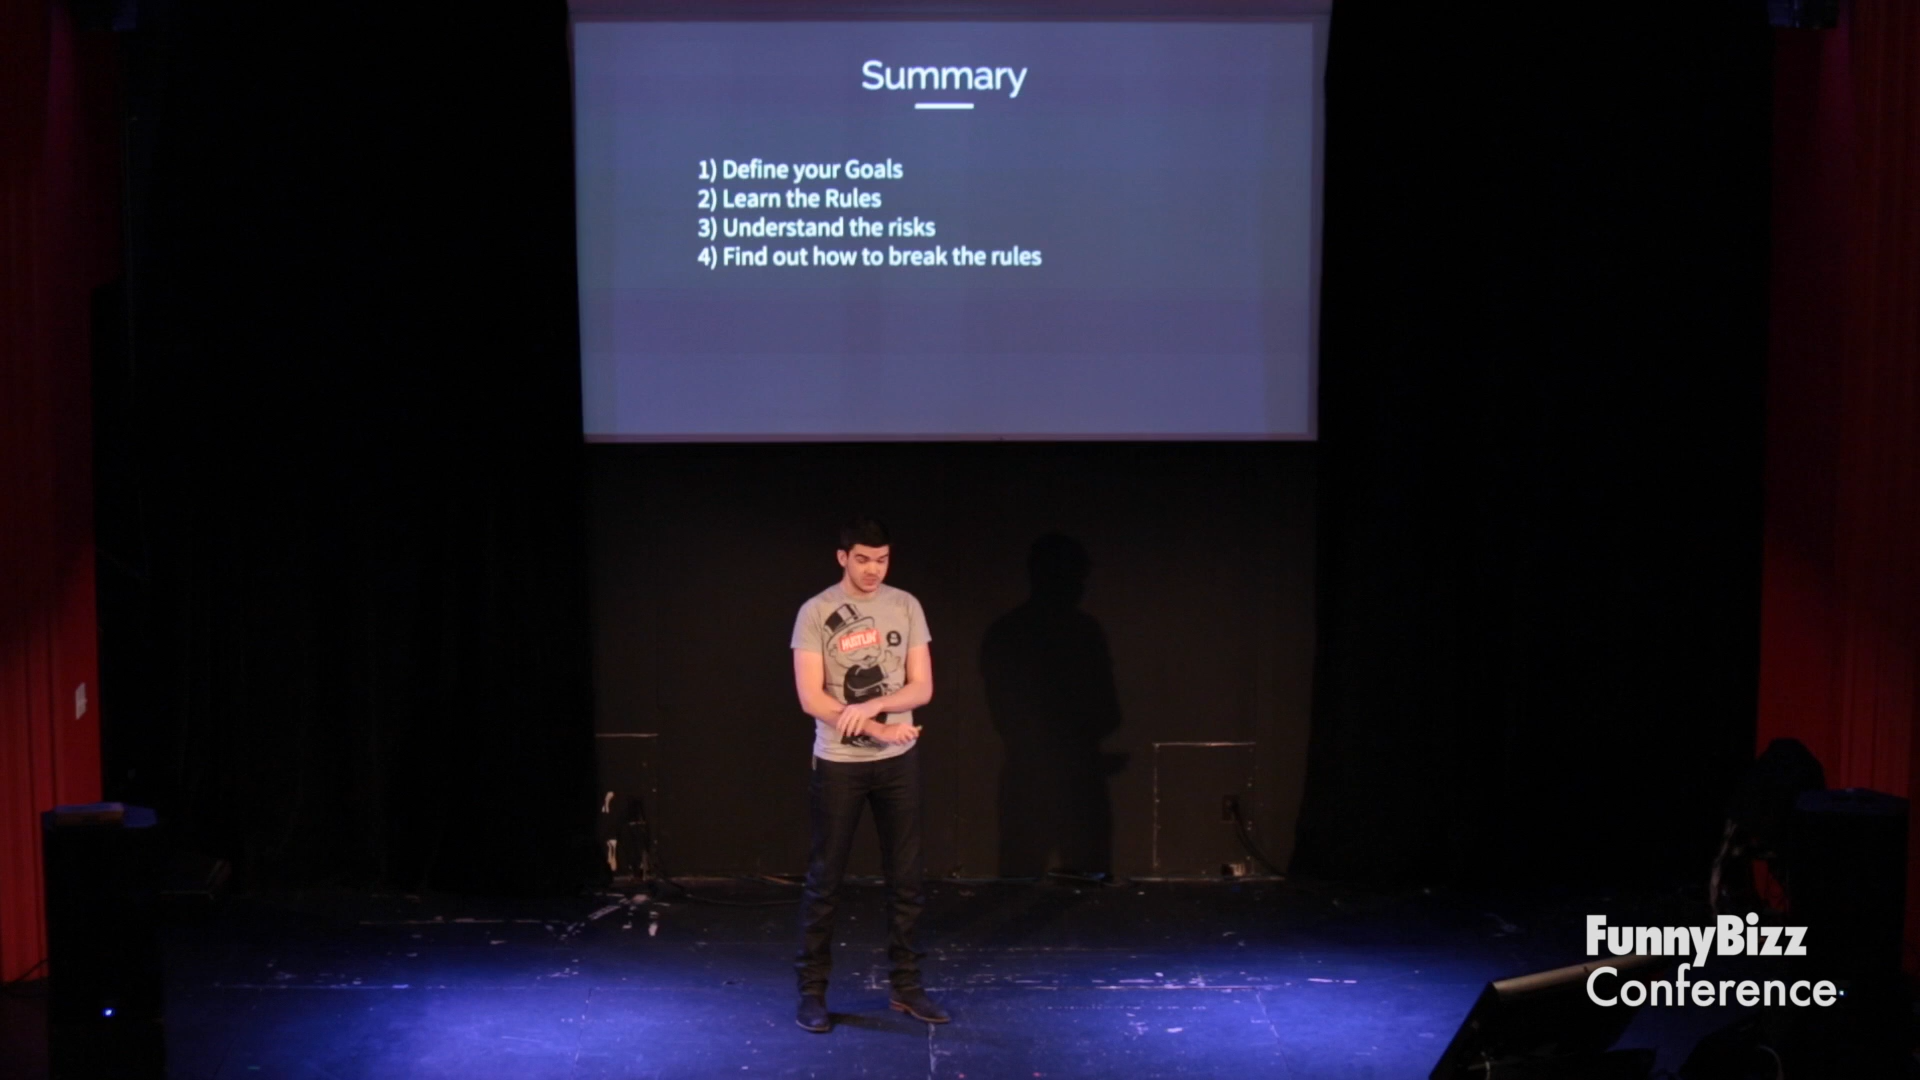 Summary
1) Define your Goals
2) Learn the Rules
3) Understand the risks
4) Find out how to break the rules
HUSTLIN'
FunnyBizz
Conference